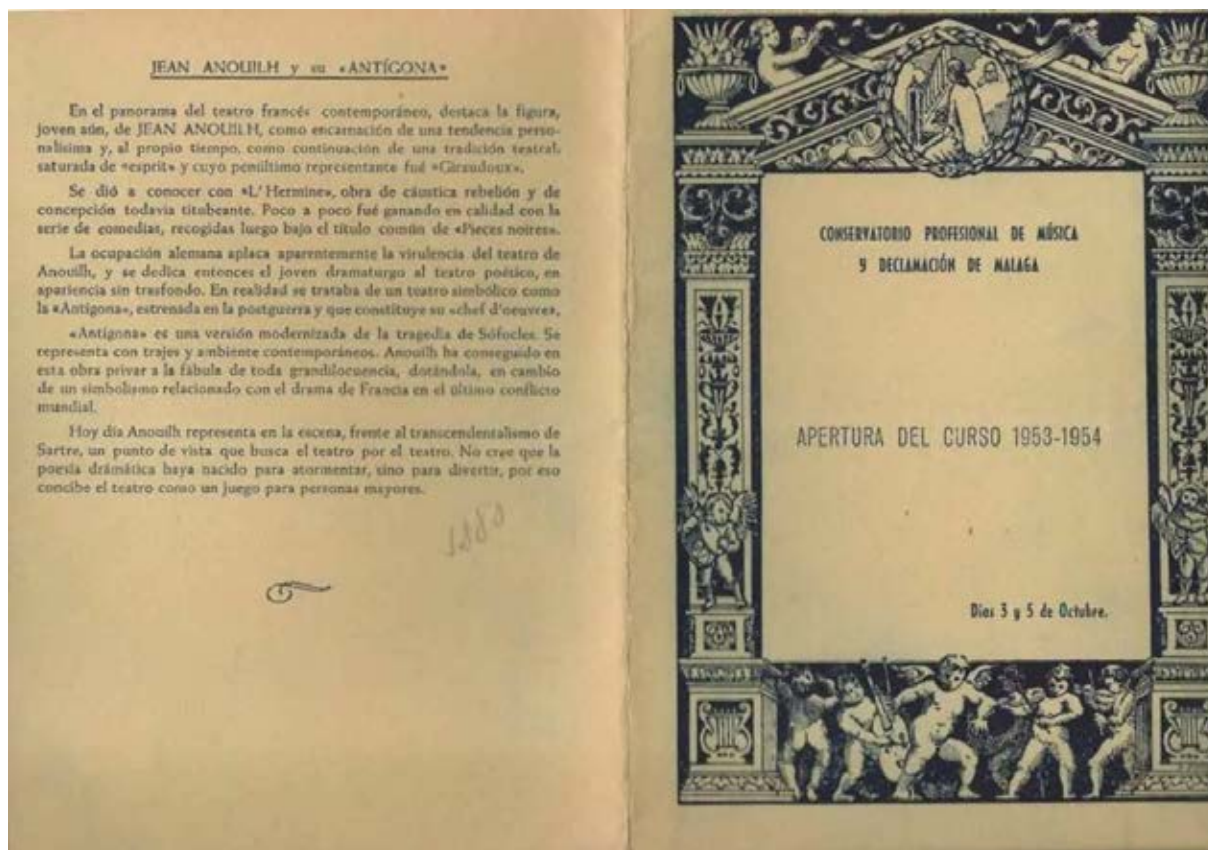 JEAN ANOUILH y su «ANTÍGONA»
En el panorama del teatro francés contemporáneo, destaca la figura,
joven aún, de JEAN ANOUILH, como encarnación de una tendencia perso-
nalísima y, al propio tiempo, como continuación de una tradición teatral,
saturada de «esprit» y cuyo penúltimo representante fué «Giraudoux».
Se dió a conocer con «L'Hermine», obra de cáustica rebelión y de
concepción todavia titubeante. Poco a poco fué ganando en calidad con la
serie de comedias, recogidas luego bajo el título común de «Pieces noires».
La ocupación alemana aplaca aparentemente la virulencia del teatro de
Anouilh, y se dedica entonces el joven dramaturgo al teatro poético, en
apariencia sin trasfondo. En realidad se trataba de un teatro simbólico como
la «Antígona», estrenada en la postguerra y que constituye su «chef d'oeuvre».
«Antígona» es una versión modernizada de la tragedia de Sófocles. Se
representa con trajes y ambiente contemporáneos. Anouilh ha conseguido en
esta obra privar a la fábula de toda grandilocuencia, dotándola, en cambio
de un simbolismo relacionado con el drama de Francia en el último conflicto
mundial.
Hoy día Anouilh representa en la escena, frente al transcendentalismo de
Sartre, un punto de vista que busca el teatro por el teatro. No cree que la
poesía drámática haya nacido para atormentar, sino para divertir, por eso
concibe el teatro como un juego para personas mayores.
CONSERVATORIO PROFESIONAL DE MÚSICA
Y DECLAMACIÓN DE MALAGA
APERTURA DEL CURSO 1953-1954
Días 3 y 5 de Octubre.